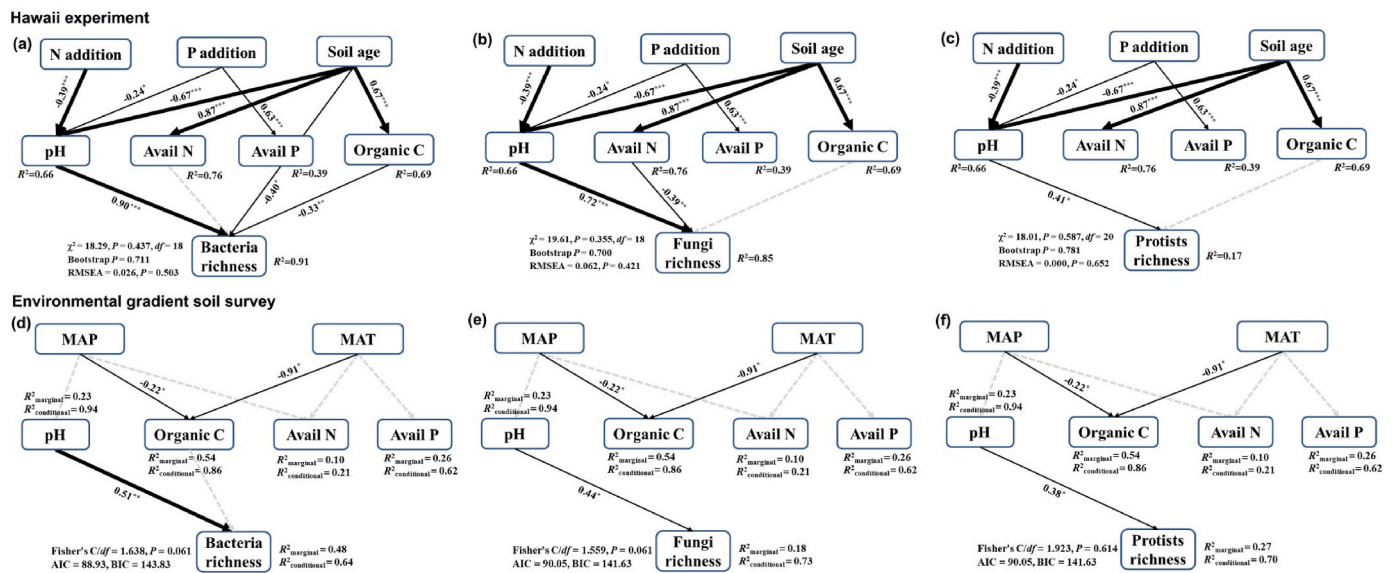 Hawaii experiment
(a)
N addition
P addition
Soil age
-0.39***
-0.24*
-0.67***
0.87***
0.63***
0.67***
pH
Avail N
Avail P
Organic C
R²=0.66
R²=0.76
R²=0.39
R²=0.69
0.90***
-0.40*
-0.33**
χ² = 18.29, P = 0.437, df = 18
Bootstrap P = 0.711
RMSEA = 0.026, P = 0.503
Bacteria
richness
R²=0.91
(b)
N addition
P addition
Soil age
-0.39***
-0.24*
-0.67***
0.87***
0.63***
0.67***
pH
Avail N
Avail P
Organic C
R²=0.66
R²=0.76
R²=0.39
R²=0.69
0.72***
-0.39**
χ² = 19.61, P = 0.355, df = 18
Bootstrap P = 0.700
RMSEA = 0.062, P = 0.421
Fungi
richness
R²=0.85
(c)
N addition
P addition
Soil age
-0.39***
-0.24*
-0.67***
0.87***
0.63***
0.67***
pH
Avail N
Avail P
Organic C
R²=0.66
R²=0.76
R²=0.39
R²=0.69
0.41*
χ² = 18.01, P = 0.587, df = 20
Bootstrap P = 0.781
RMSEA = 0.000, P = 0.652
Protists
richness
R²=0.17
Environmental gradient soil survey
(d)
MAP
MAT
-0.22*
-0.91*
R²marginal = 0.23
R²conditional = 0.94
pH
Organic C
Avail N
Avail P
R²marginal = 0.54
R²conditional = 0.86
R²marginal = 0.10
R²conditional = 0.21
R²marginal = 0.26
R²conditional = 0.62
0.51**
Fisher's C/df = 1.638, P = 0.061
AIC = 88.93, BIC = 143.83
Bacteria
richness
R²marginal = 0.48
R²conditional = 0.64
(e)
MAP
MAT
-0.22*
-0.91*
R²marginal = 0.23
R²conditional = 0.94
pH
Organic C
Avail N
Avail P
R²marginal = 0.54
R²conditional = 0.86
R²marginal = 0.10
R²conditional = 0.21
R²marginal = 0.26
R²conditional = 0.62
0.44*
Fisher's C/df = 1.559, P = 0.061
AIC = 90.05, BIC = 141.63
Fungi
richness
R²marginal = 0.18
R²conditional = 0.73
(f)
MAP
MAT
-0.22*
-0.91*
R²marginal = 0.23
R²conditional = 0.94
pH
Organic C
Avail N
Avail P
R²marginal = 0.54
R²conditional = 0.86
R²marginal = 0.10
R²conditional = 0.21
R²marginal = 0.26
R²conditional = 0.62
0.38*
Fisher's C/df = 1.923, P = 0.614
AIC = 90.05, BIC = 141.63
Protists
richness
R²marginal = 0.27
R²conditional = 0.70